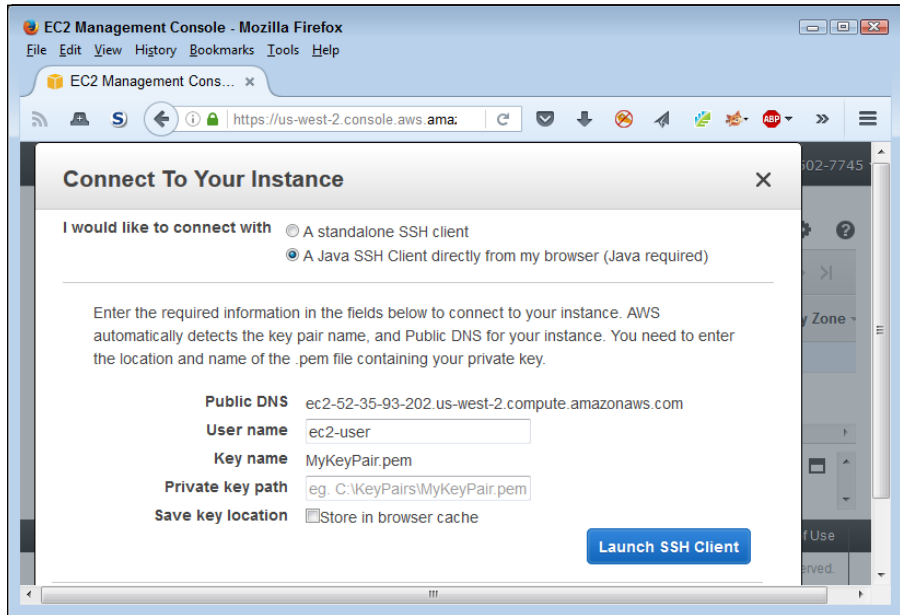 EC2 Management Console - Mozilla Firefox
File Edit View History Bookmarks Tools Help
EC2 Management Cons... ×
S https://us-west-2.console.aws.ama: ABP »
Connect To Your Instance
502-7745
I would like to connect with A standalone SSH client
A Java SSH Client directly from my browser (Java required)
Enter the required information in the fields below to connect to your instance. AWS
y Zone
automatically detects the key pair name, and Public DNS for your instance. You need to enter
the location and name of the .pem file containing your private key.
Public DNS ec2-52-35-93-202.us-west-2.compute.amazonaws.com
User name ec2-user
Key name MyKeyPair.pem
Private key path eg. C:\KeyPairs\MyKeyPair.pem
Save key location Store in browser cache
Launch SSH Client
f Use
erved.